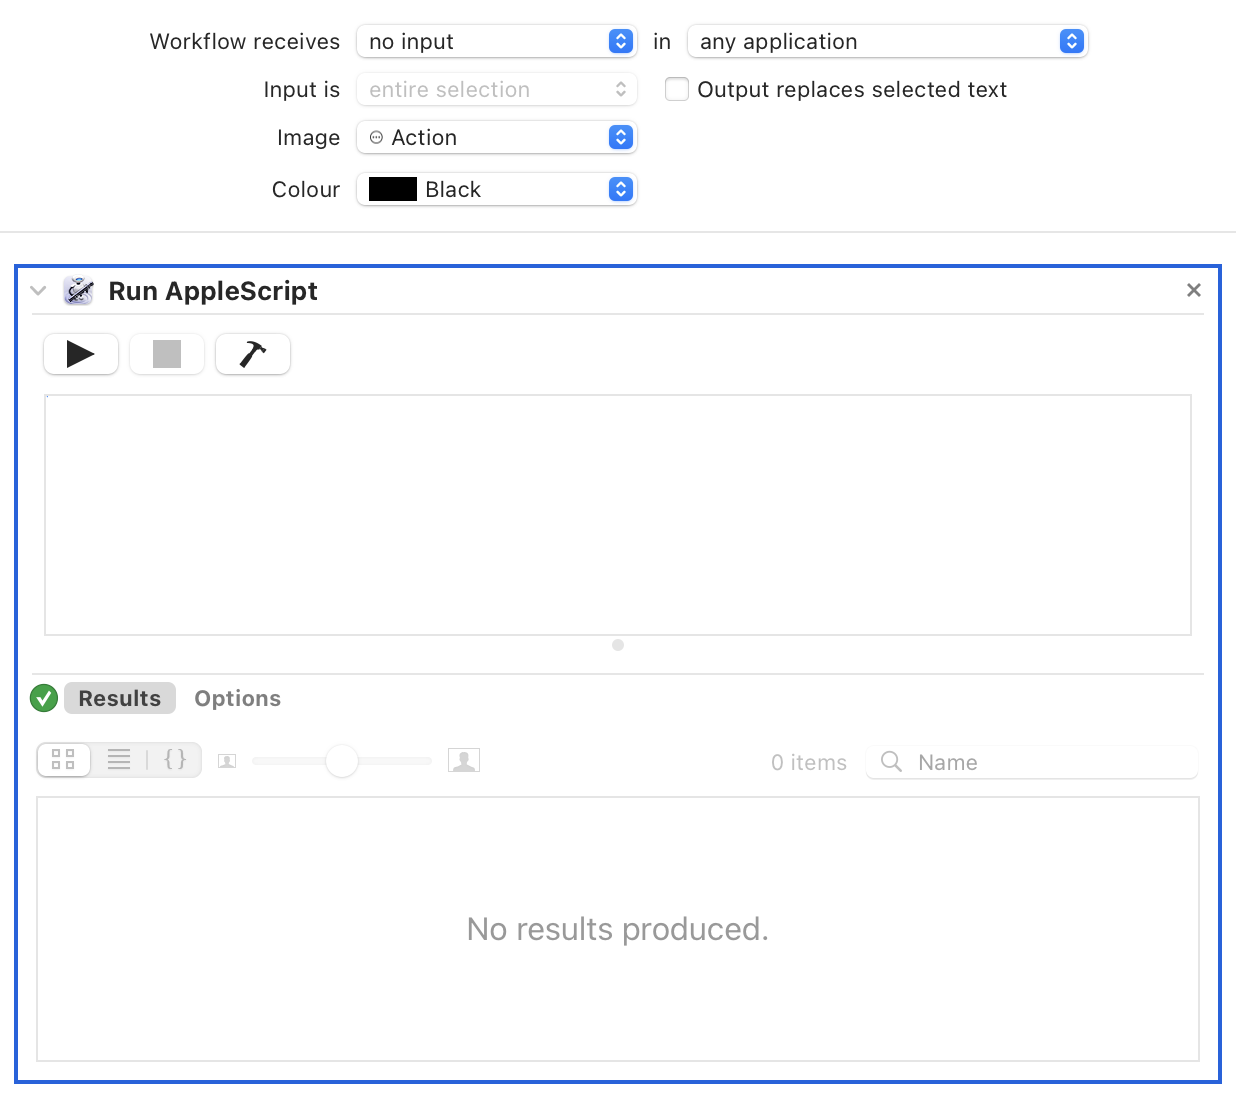 Workflow receives no input in any application
Input is entire selection Output replaces selected text
Image Action
Colour Black
Run AppleScript
Results Options
{ } 0 items Name
No results produced.